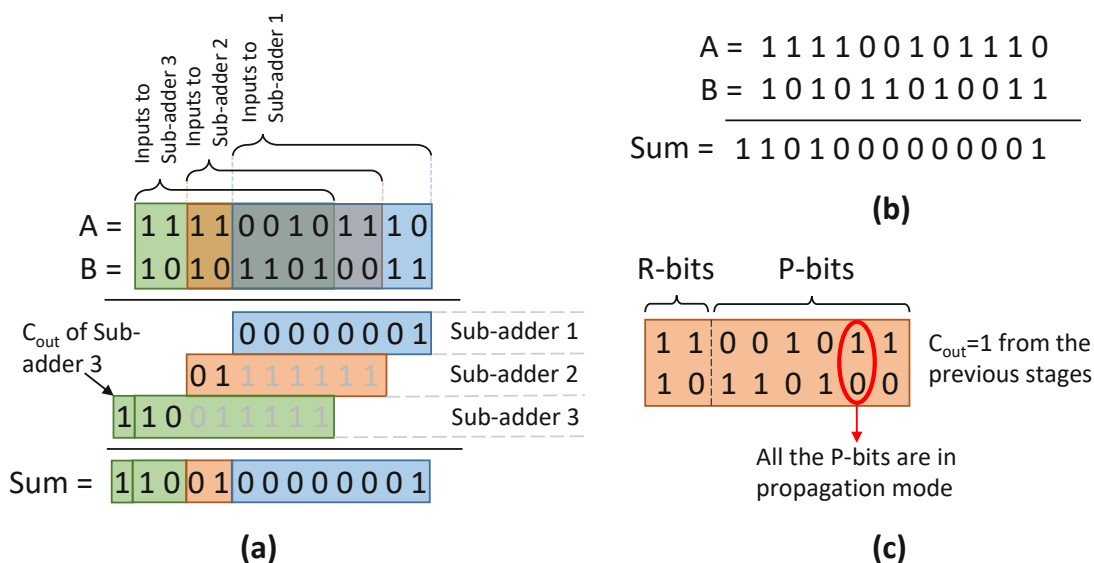 Inputs to
Sub-adder 3
Inputs to
Sub-adder 2
Inputs to
Sub-adder 1
A = 1 1 1 1 0 0 1 0 1 1 1 0
B = 1 0 1 0 1 1 0 1 0 0 1 1
0 0 0 0 0 0 0 1 Sub-adder 1
C_out of Sub-
adder 3
0 1 1 1 1 1 1 1 Sub-adder 2
1 1 0 0 1 1 1 1 1 Sub-adder 3
Sum = 1 1 0 0 1 0 0 0 0 0 0 0 1
(a)
A = 1 1 1 1 0 0 1 0 1 1 1 0
B = 1 0 1 0 1 1 0 1 0 0 1 1
Sum = 1 1 0 1 0 0 0 0 0 0 0 0 1
(b)
R-bits P-bits
1 1 0 0 1 0 1 1
1 0 1 1 0 1 0 0
C_out=1 from the
previous stages
All the P-bits are in
propagation mode
(c)